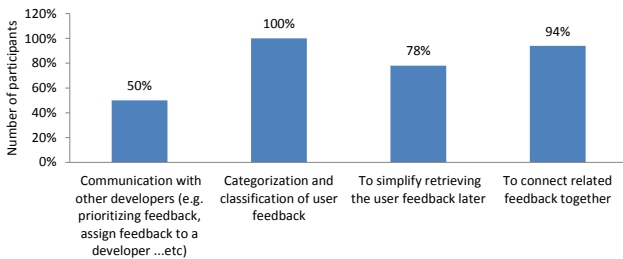 Number of participants
120%
100%
80%
60%
40%
20%
0%
50%
100%
78%
94%
Communication with
other developers (e.g.
prioritizing feedback,
assign feedback to a
developer ...etc)
Categorization and
classification of user
feedback
To simplify retrieving
the user feedback later
To connect related
feedback together